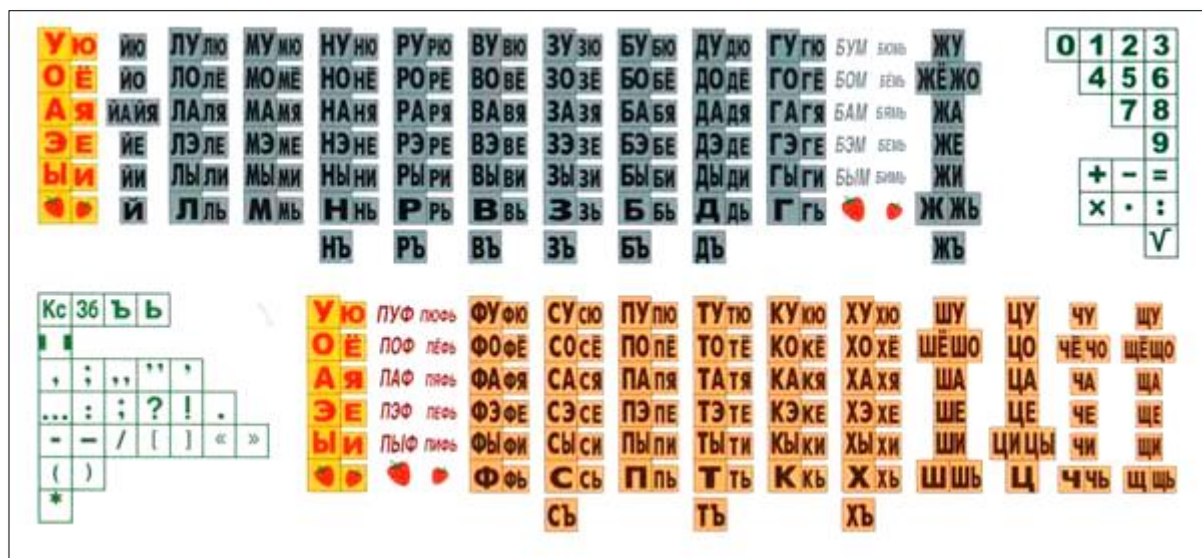 У Ю ЙЮ ЛУ ЛЮ МУ МЮ НУ НЮ РУ РЮ ВУ ВЮ ЗУ ЗЮ БУ БЮ ДУ ДЮ ГУ ГЮ БУМ БЮМЬ ЖУ 0 1 2 3
О Ё ЙО ЛО ЛЁ МО МЁ НО НЁ РО РЁ ВО ВЁ ЗО ЗЁ БО БЁ ДО ДЁ ГО ГЁ БОМ БЁМЬ ЖЁ ЖО 4 5 6
А Я ЙА ЙЯ ЛА ЛЯ МА МЯ НА НЯ РА РЯ ВА ВЯ ЗА ЗЯ БА БЯ ДА ДЯ ГА ГЯ БАМ БЯМЬ ЖА 7 8
Э Е ЙЕ ЛЭ ЛЕ МЭ МЕ НЭ НЕ РЭ РЕ ВЭ ВЕ ЗЭ ЗЕ БЭ БЕ ДЭ ДЕ ГЭ ГЕ БЭМ БЕМЬ ЖЕ 9
Ы И ЙИ ЛЫ ЛИ МЫ МИ НЫ НИ РЫ РИ ВЫ ВИ ЗЫ ЗИ БЫ БИ ДЫ ДИ ГЫ ГИ БЫМ БИМЬ ЖИ + - =
Й Л ЛЬ М МЬ Н НЬ Р РЬ В ВЬ З ЗЬ Б БЬ Д ДЬ Г ГЬ Ж ЖЬ × · :
НЪ РЪ ВЪ ЗЪ БЪ ДЪ ЖЪ √
Кс Зб Ъ Ь У Ю ПУФ ПЮФЬ ФУ ФЮ СУ СЮ ПУ ПЮ ТУ ТЮ КУ КЮ ХУ ХЮ ШУ ЦУ ЧУ ЩУ
О Ё ПОФ ПЁФЬ ФО ФЁ СО СЁ ПО ПЁ ТО ТЁ КО КЁ ХО ХЁ ШЁ ШО ЦО ЧЁ ЧО ЩЁ ЩО
, ; ,, '' ' А Я ПАФ ПЯФЬ ФА ФЯ СА СЯ ПА ПЯ ТА ТЯ КА КЯ ХА ХЯ ША ЦА ЧА ЩА
... : ; ? ! . Э Е ПЭФ ПЕФЬ ФЭ ФЕ СЭ СЕ ПЭ ПЕ ТЭ ТЕ КЭ КЕ ХЭ ХЕ ШЕ ЦЕ ЧЕ ЩЕ
- — / [ ] « » Ы И ПЫФ ПИФЬ ФЫ ФИ СЫ СИ ПЫ ПИ ТЫ ТИ КЫ КИ ХЫ ХИ ШИ ЦИ ЦЫ ЧИ ЩИ
( ) Ф ФЬ С СЬ П ПЬ Т ТЬ К КЬ Х ХЬ Ш ШЬ Ц Ч ЧЬ Щ ЩЬ
* СЪ ТЪ ХЪ